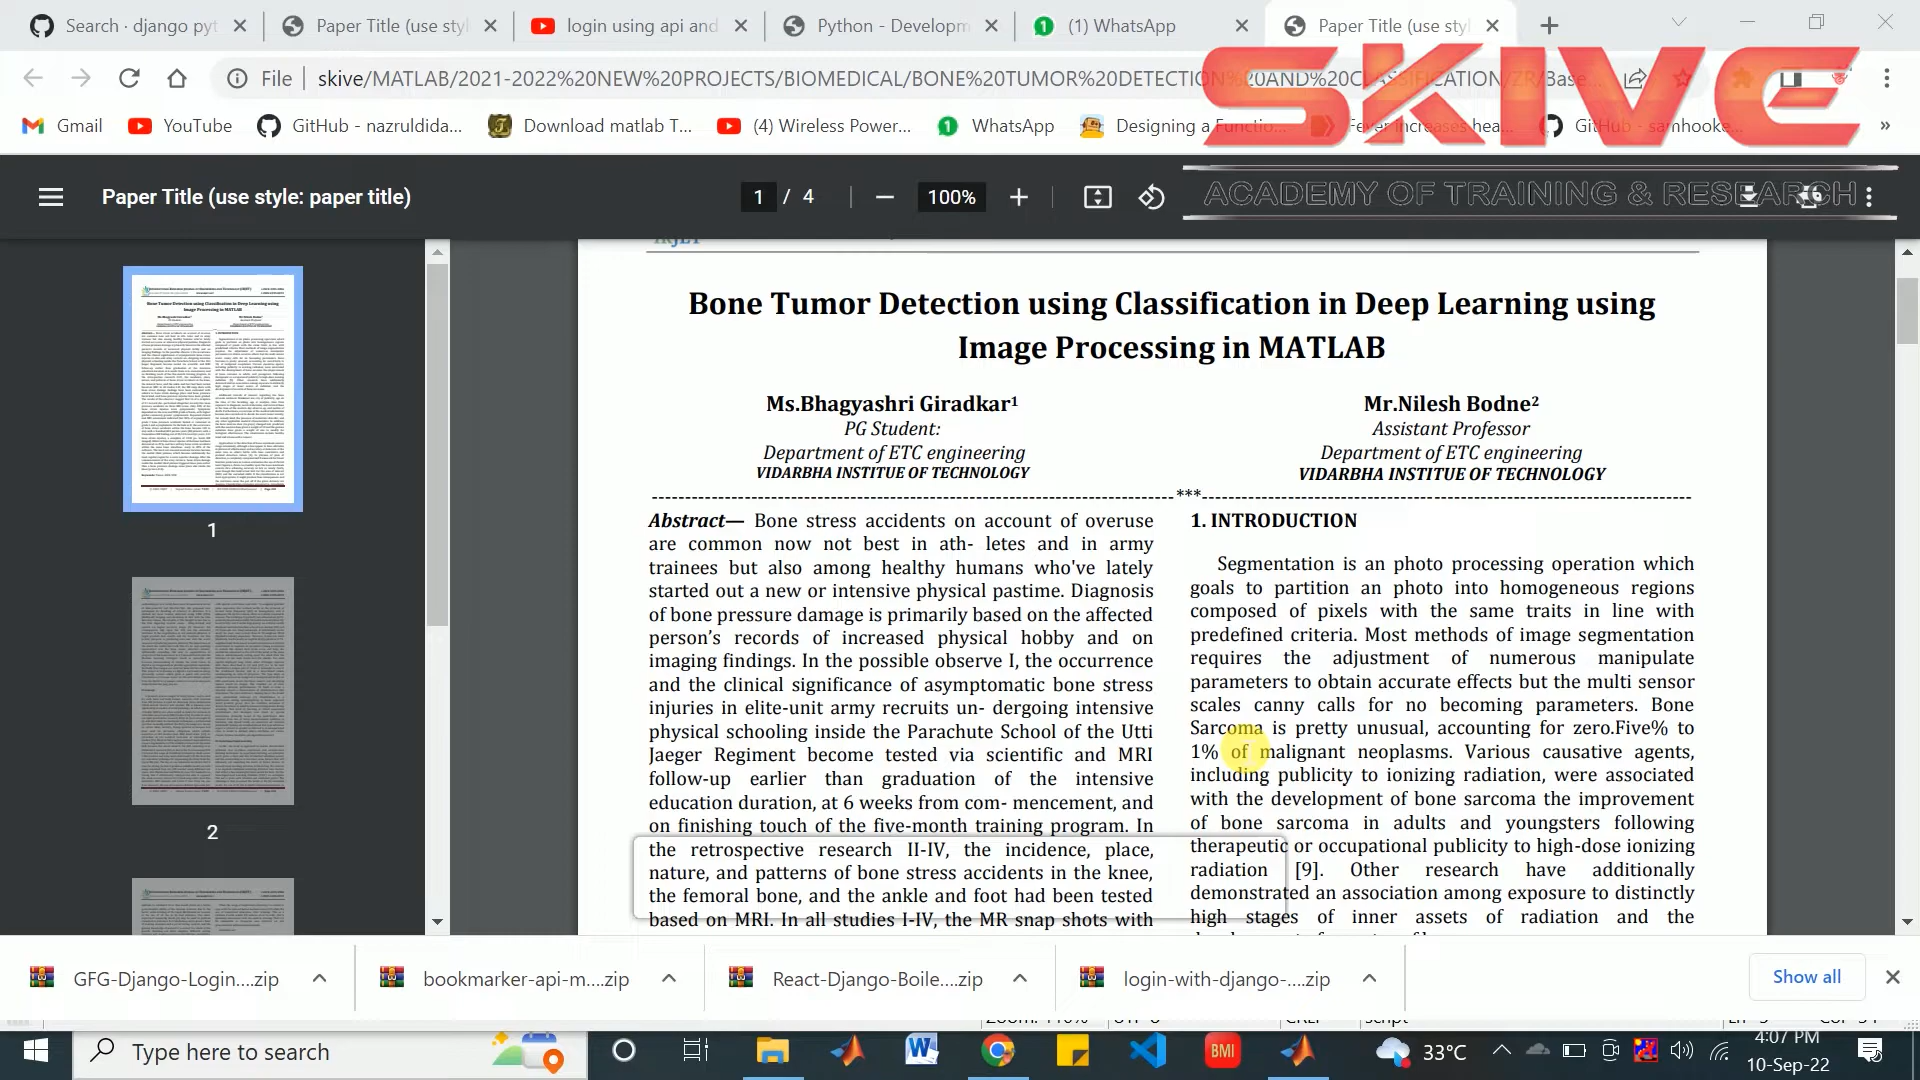 Search · django pyt
Paper Title (use styl
login using api and
Python - Developm
(1) WhatsApp
Paper Title (use styl
File
skive/MATLAB/2021-2022%20NEW%20PROJECTS/BIOMEDICAL/BONE%20TUMOR%20DETECTION%20AND%20CLASSIFICATION/ZR/Base...
SKIVE
Gmail
YouTube
GitHub - nazruldida...
Download matlab T...
(4) Wireless Power...
WhatsApp
Designing a Functio...
Fever increases hea...
GitHub - samhooke...
»
Paper Title (use style: paper title)
1 / 4
100%
ACADEMY OF TRAINING & RESEARCH
IRJET
Bone Tumor Detection using Classification in Deep Learning using
Image Processing in MATLAB
Ms.Bhagyashri Giradkar¹
PG Student:
Department of ETC engineering
VIDARBHA INSTITUE OF TECHNOLOGY
Mr.Nilesh Bodne²
Assistant Professor
Department of ETC engineering
VIDARBHA INSTITUE OF TECHNOLOGY
***
Abstract— Bone stress accidents on account of overuse
are common now not best in ath- letes and in army
trainees but also among healthy humans who've lately
started out a new or intensive physical pastime. Diagnosis
of bone pressure damage is primarily based on the affected
person's records of increased physical hobby and on
imaging findings. In the possible observe I, the occurrence
and the clinical significance of asymptomatic bone stress
injuries in elite-unit army recruits un- dergoing intensive
physical schooling inside the Parachute School of the Utti
Jaeger Regiment become tested via scientific and MRI
follow-up earlier than graduation of the intensive
education duration, at 6 weeks from com- mencement, and
on finishing touch of the five-month training program. In
the retrospective research II-IV, the incidence, place,
nature, and patterns of bone stress accidents in the knee,
the femoral bone, and the ankle and foot had been tested
based on MRI. In all studies I-IV, the MR snap shots with
1. INTRODUCTION
Segmentation is an photo processing operation which
goals to partition an photo into homogeneous regions
composed of pixels with the same traits in line with
predefined criteria. Most methods of image segmentation
requires the adjustment of numerous manipulate
parameters to obtain accurate effects but the multi sensor
scales canny calls for no becoming parameters. Bone
Sarcoma is pretty unusual, accounting for zero.Five% to
1% of malignant neoplasms. Various causative agents,
including publicity to ionizing radiation, were associated
with the development of bone sarcoma the improvement
of bone sarcoma in adults and youngsters following
therapeutic or occupational publicity to high-dose ionizing
radiation [9]. Other research have additionally
demonstrated an association among exposure to distinctly
high stages of inner assets of radiation and the
1
2
GFG-Django-Login....zip
bookmarker-api-m....zip
React-Django-Boile....zip
login-with-django-....zip
Show all
Type here to search
BMI
33°C
4:07 PM
10-Sep-22